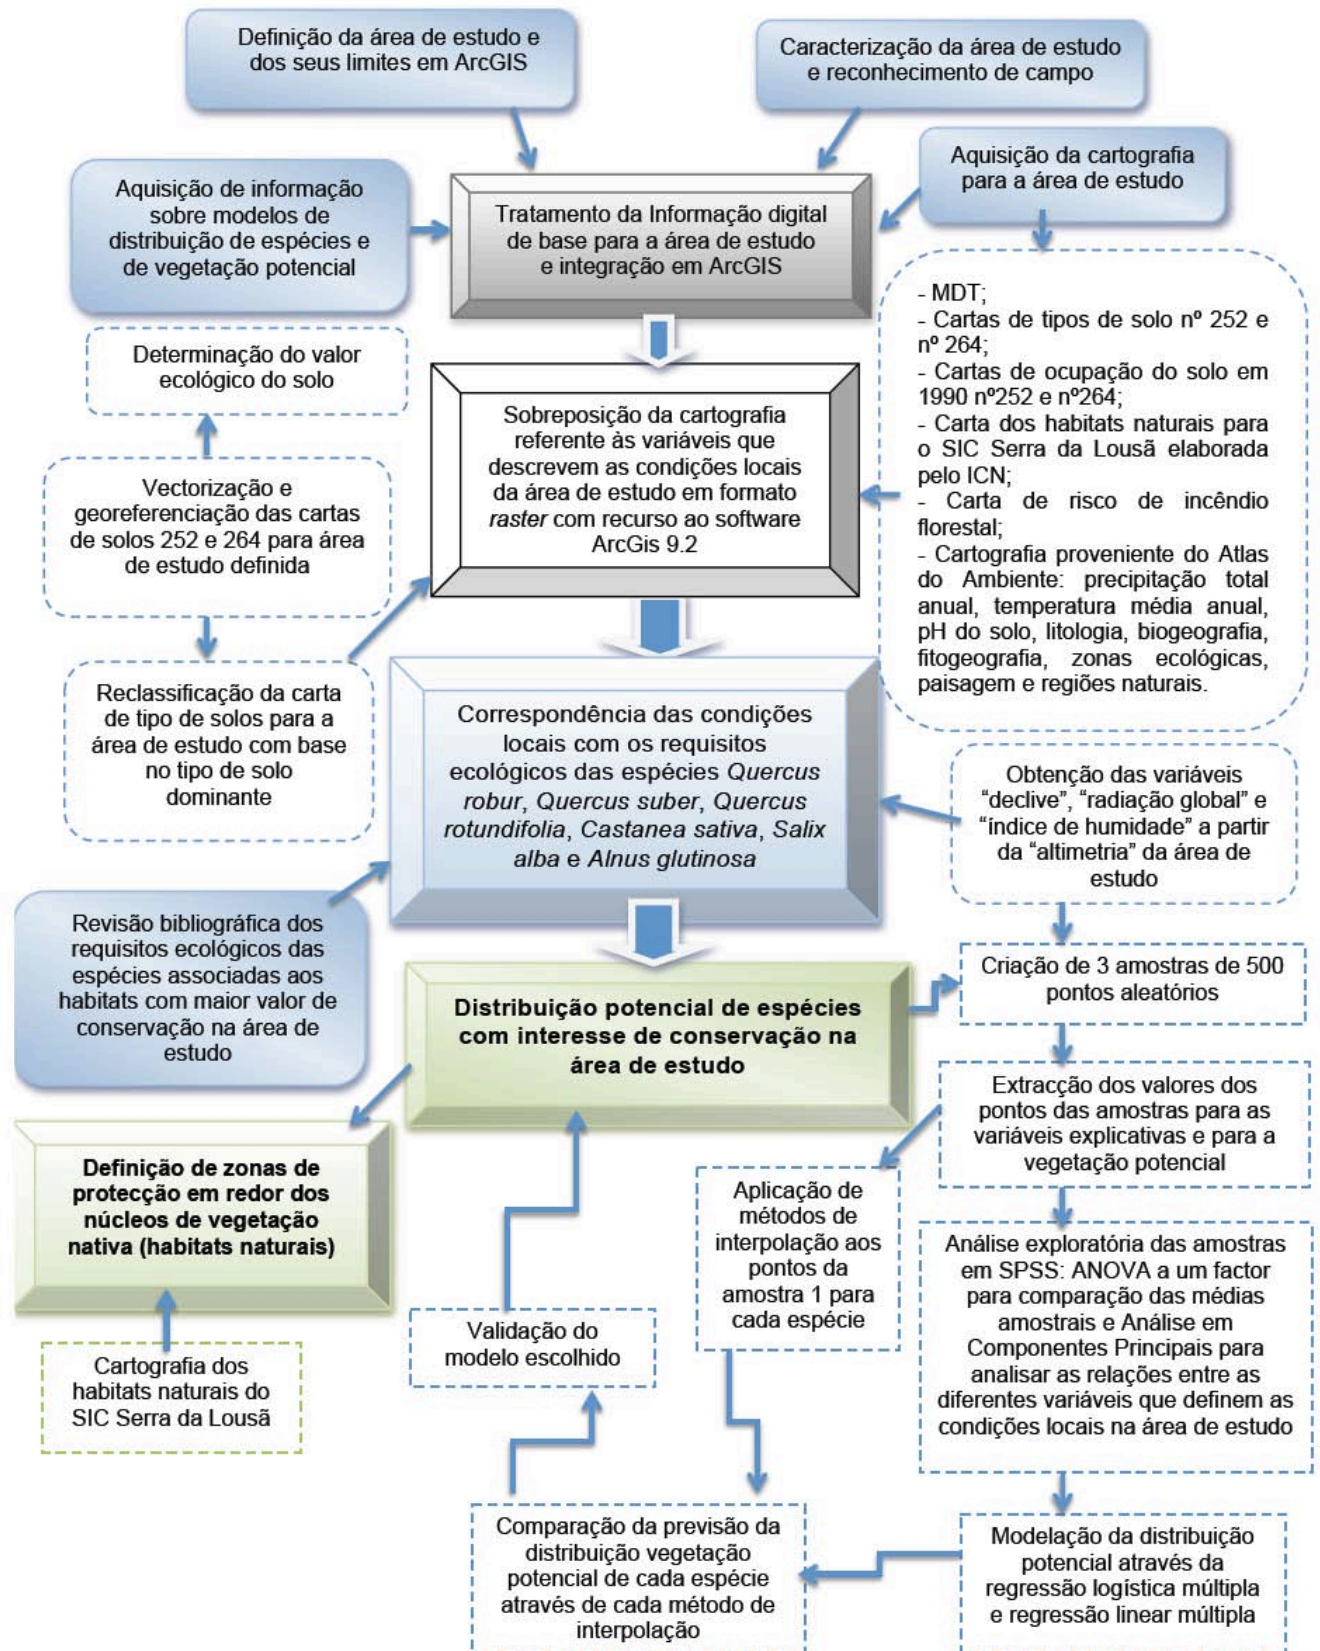 Definição da área de estudo e
dos seus limites em ArcGIS
Caracterização da área de estudo
e reconhecimento de campo
Aquisição de informação
sobre modelos de
distribuição de espécies e
de vegetação potencial
Tratamento da Informação digital
de base para a área de estudo
e integração em ArcGIS
Aquisição da cartografia
para a área de estudo
- MDT;
- Cartas de tipos de solo nº 252 e
nº 264;
- Cartas de ocupação do solo em
1990 nº252 e nº264;
- Carta dos habitats naturais para
o SIC Serra da Lousã elaborada
pelo ICN;
- Carta de risco de incêndio
florestal;
- Cartografia proveniente do Atlas
do Ambiente: precipitação total
anual, temperatura média anual,
pH do solo, litologia, biogeografia,
fitogeografia, zonas ecológicas,
paisagem e regiões naturais.
Determinação do valor
ecológico do solo
Sobreposição da cartografia
referente às variáveis que
descrevem as condições locais
da área de estudo em formato
raster com recurso ao software
ArcGis 9.2
Vectorização e
georeferenciação das cartas
de solos 252 e 264 para área
de estudo definida
Reclassificação da carta
de tipo de solos para a
área de estudo com base
no tipo de solo
dominante
Correspondência das condições
locais com os requisitos
ecológicos das espécies Quercus
robur, Quercus suber, Quercus
rotundifolia, Castanea sativa, Salix
alba e Alnus glutinosa
Obtenção das variáveis
“declive”, “radiação global” e
“índice de humidade” a partir
da “altimetria” da área de
estudo
Revisão bibliográfica dos
requisitos ecológicos das
espécies associadas aos
habitats com maior valor de
conservação na área de
estudo
Distribuição potencial de espécies
com interesse de conservação na
área de estudo
Criação de 3 amostras de 500
pontos aleatórios
Extracção dos valores dos
pontos das amostras para as
variáveis explicativas e para a
vegetação potencial
Definição de zonas de
protecção em redor dos
núcleos de vegetação
nativa (habitats naturais)
Aplicação de
métodos de
interpolação aos
pontos da
amostra 1 para
cada espécie
Análise exploratória das amostras
em SPSS: ANOVA a um factor
para comparação das médias
amostrais e Análise em
Componentes Principais para
analisar as relações entre as
diferentes variáveis que definem as
condições locais na área de estudo
Validação do
modelo escolhido
Cartografia dos
habitats naturais do
SIC Serra da Lousã
Comparação da previsão da
distribuição vegetação
potencial de cada espécie
através de cada método de
interpolação
Modelação da distribuição
potencial através da
regressão logística múltipla
e regressão linear múltipla